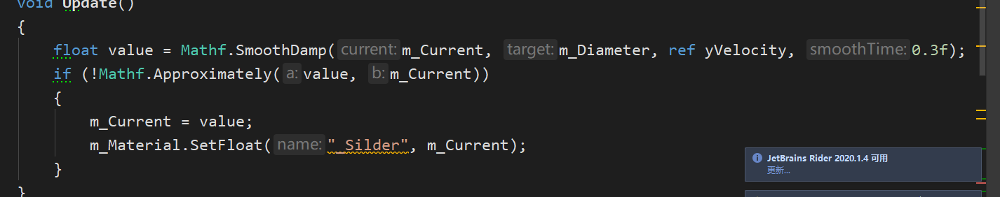 void Update()
{
float value = Mathf.SmoothDamp(current:m_Current, target:m_Diameter, ref yVelocity, smoothTime:0.3f);
if (!Mathf.Approximately(a:value, b:m_Current))
{
m_Current = value;
m_Material.SetFloat(name:"_Silder", m_Current);
}
}
JetBrains Rider 2020.1.4 可用
更新...